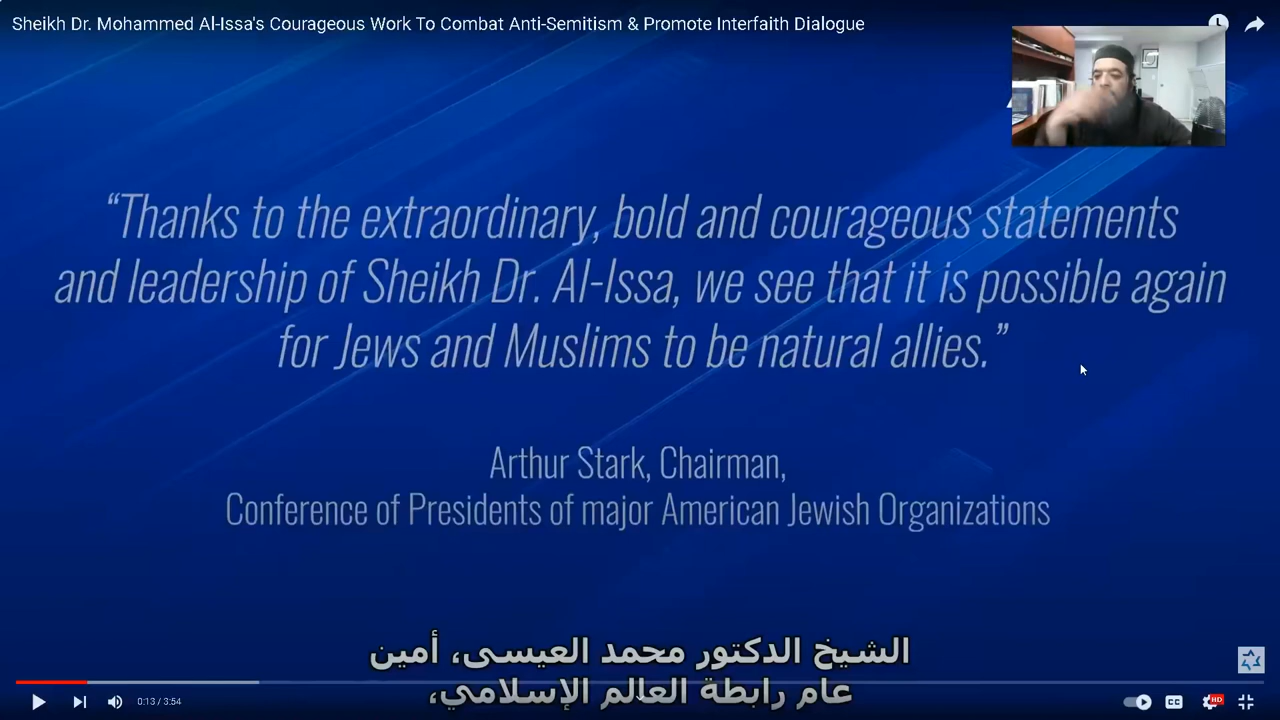 Sheikh Dr. Mohammed Al-Issa's Courageous Work To Combat Anti-Semitism & Promote Interfaith Dialogue
“Thanks to the extraordinary, bold and courageous statements
and leadership of Sheikh Dr. Al-Issa, we see that it is possible again
for Jews and Muslims to be natural allies.”
Arthur Stark, Chairman,
Conference of Presidents of major American Jewish Organizations
الشيخ الدكتور محمد العيسى، أمين
عام رابطة العالم الإسلامي،
0:13 / 3:54
CC
HD